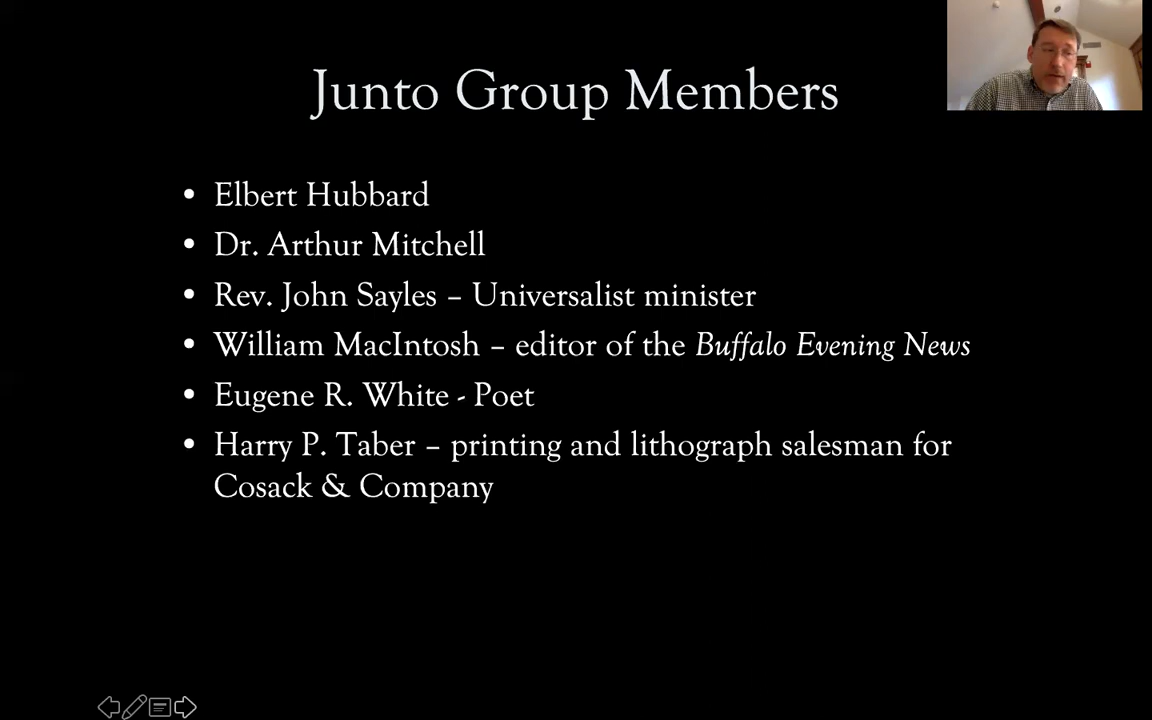 Junto Group Members
• Elbert Hubbard
• Dr. Arthur Mitchell
• Rev. John Sayles – Universalist minister
• William MacIntosh – editor of the Buffalo Evening News
• Eugene R. White - Poet
• Harry P. Taber – printing and lithograph salesman for
Cosack & Company